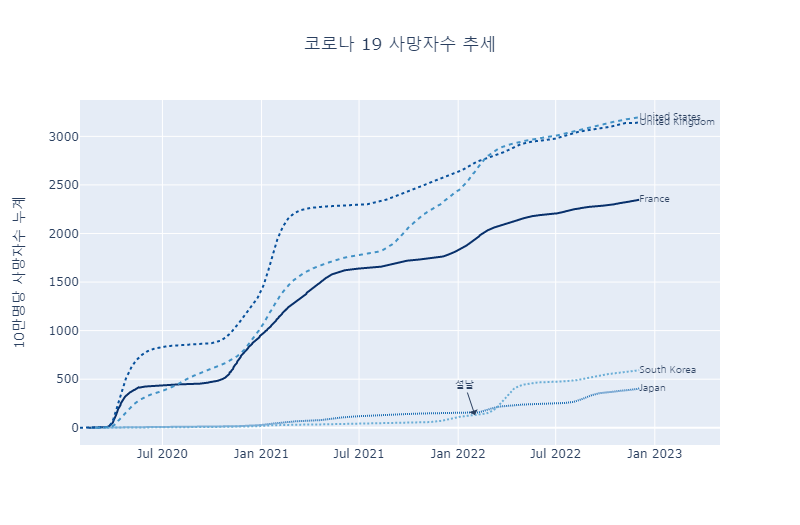 코로나 19 사망자수 추세
10만명당 사망자수 누계
3000
2500
2000
1500
1000
500
0
United States
United Kingdom
France
South Korea
Japan
설날
Jul 2020
Jan 2021
Jul 2021
Jan 2022
Jul 2022
Jan 2023